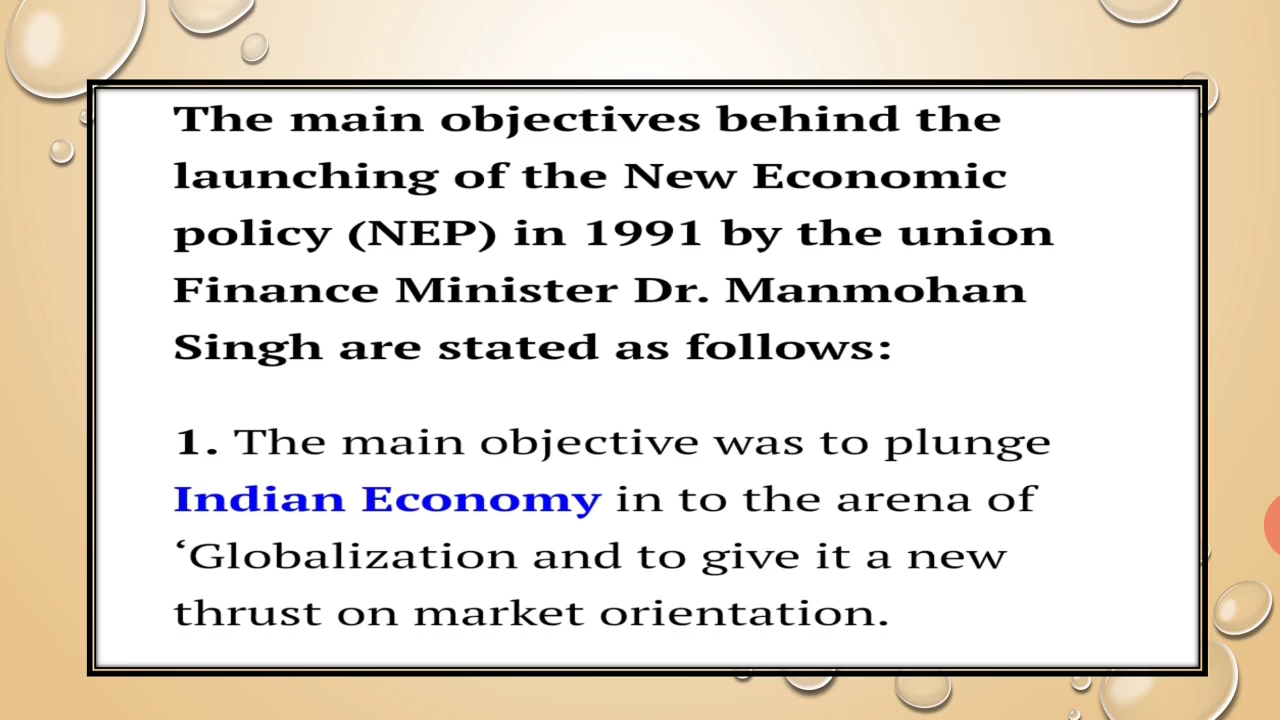 The main objectives behind the
launching of the New Economic
policy (NEP) in 1991 by the union
Finance Minister Dr. Manmohan
Singh are stated as follows:
1. The main objective was to plunge
Indian Economy in to the arena of
‘Globalization and to give it a new
thrust on market orientation.